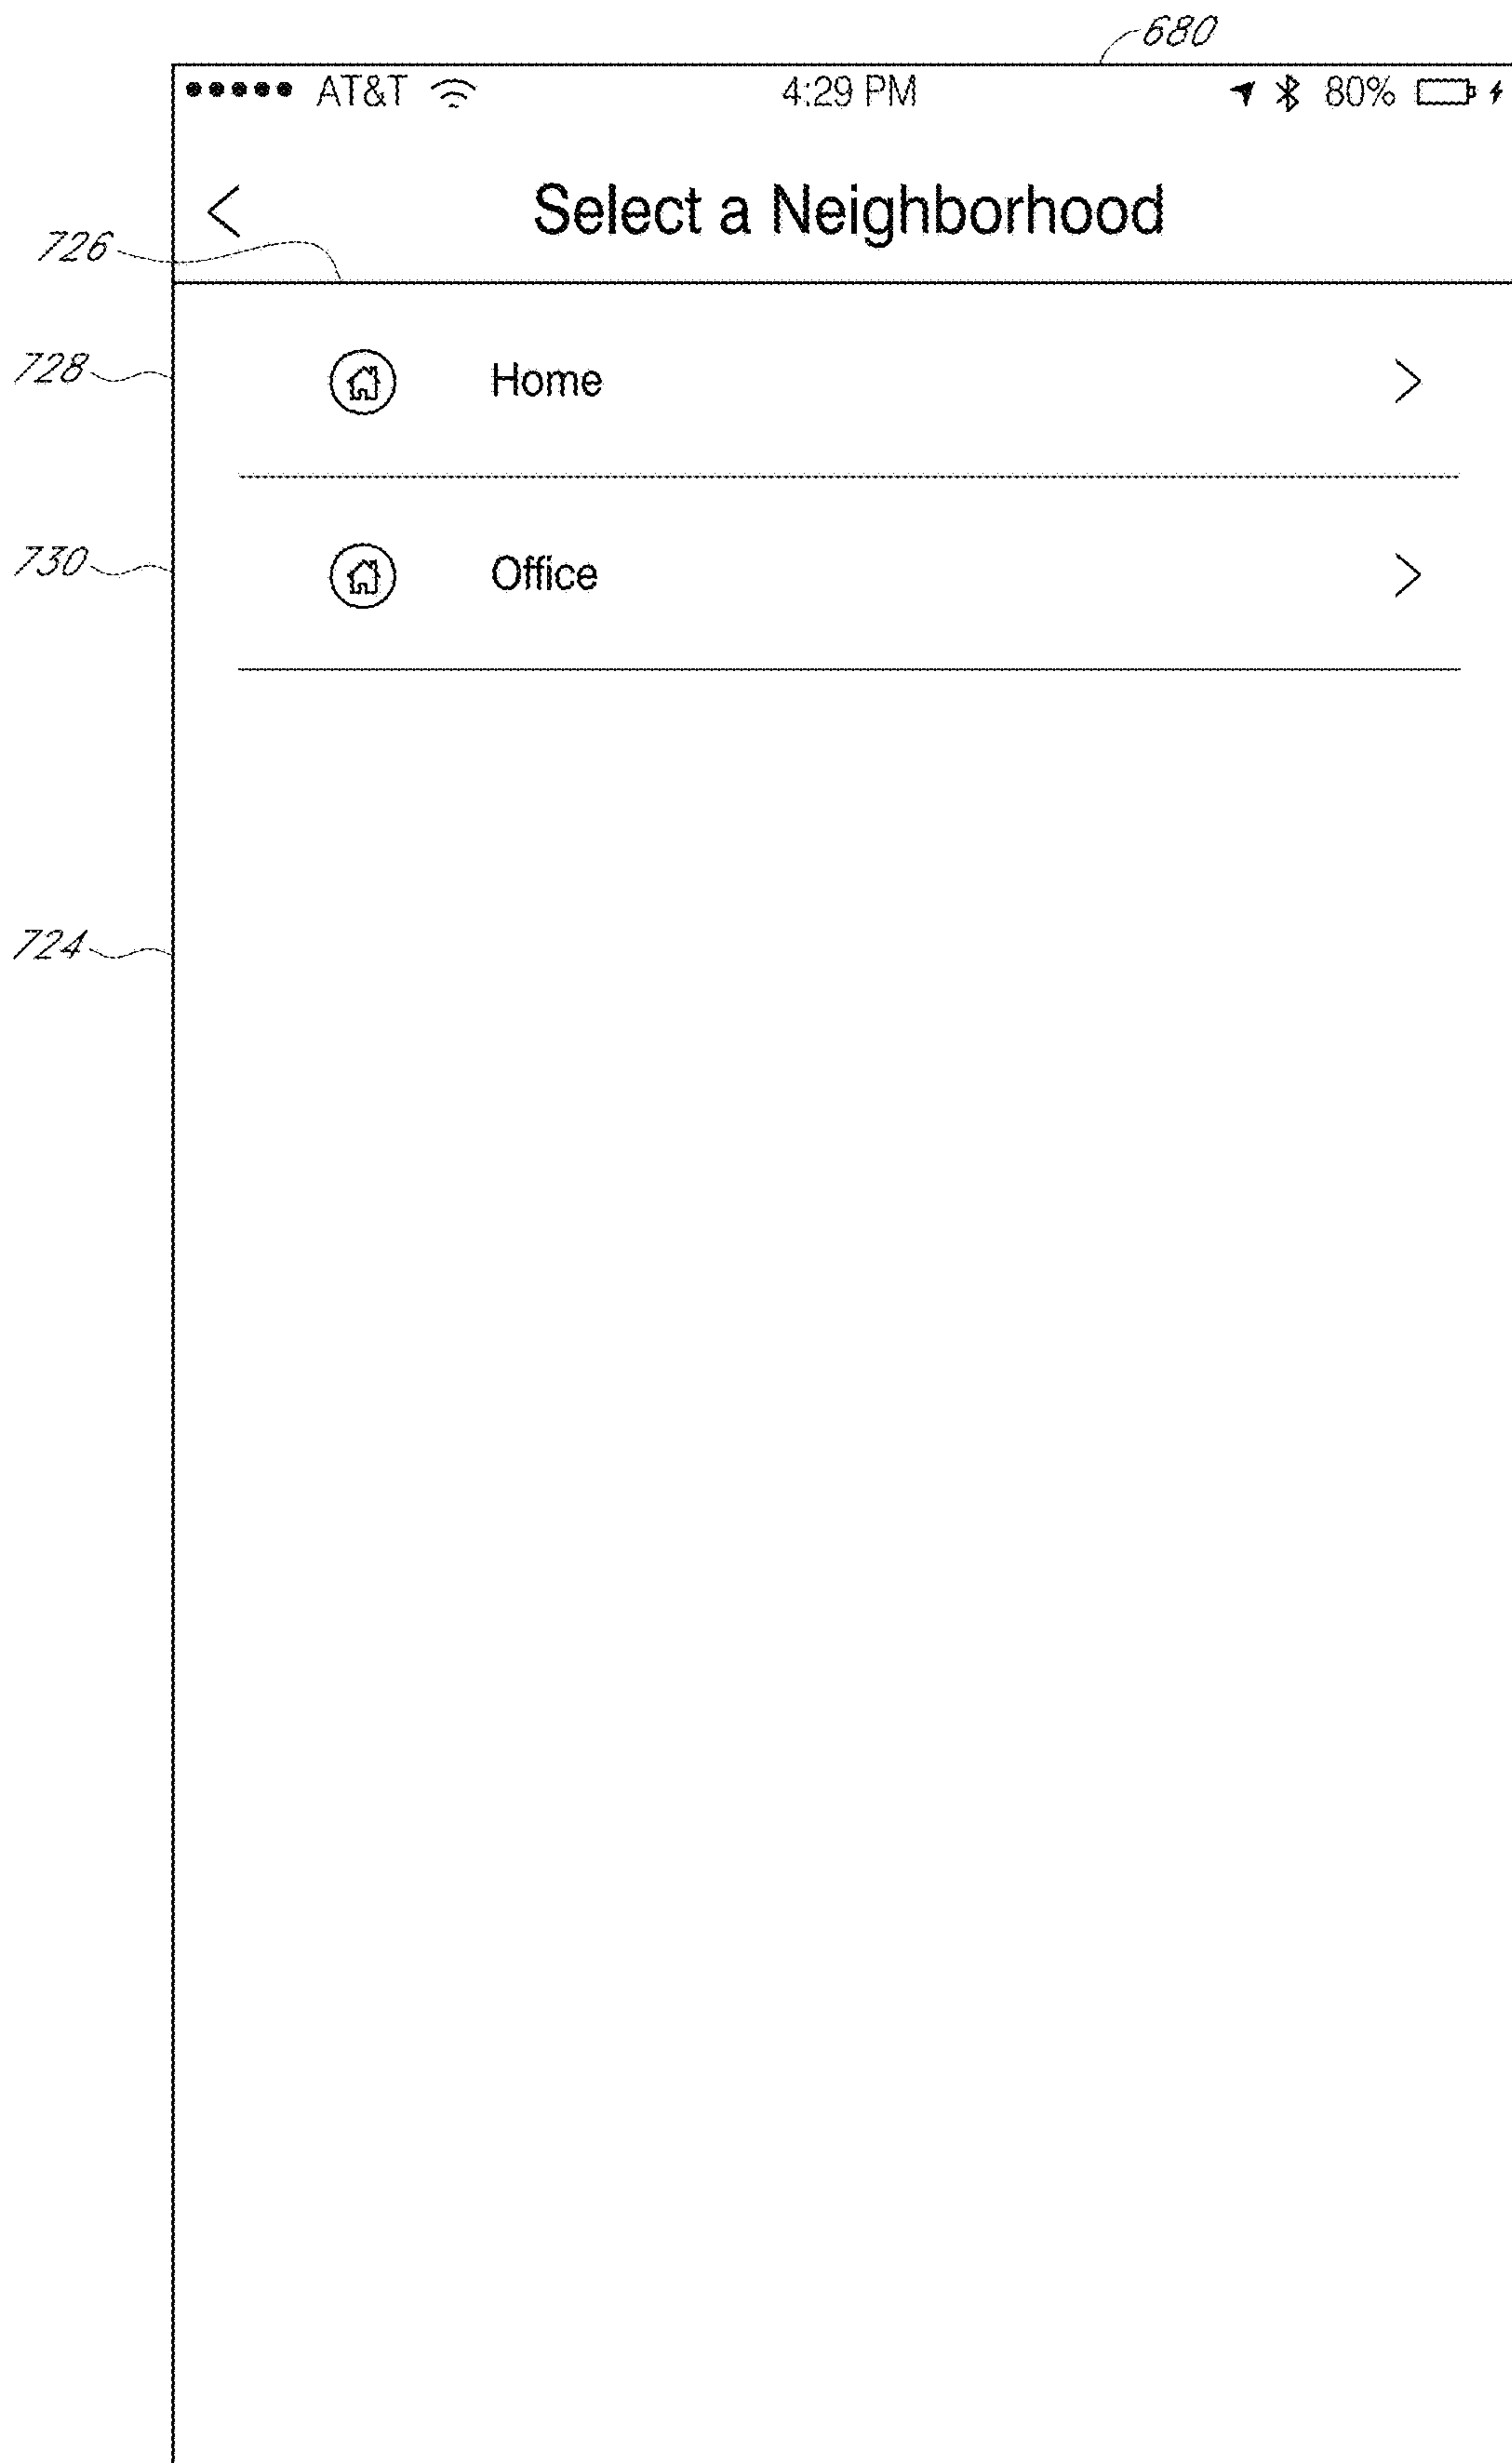 680
AT&T 4:29 PM 80%
Select a Neighborhood
726
728 Home
730 Office
724